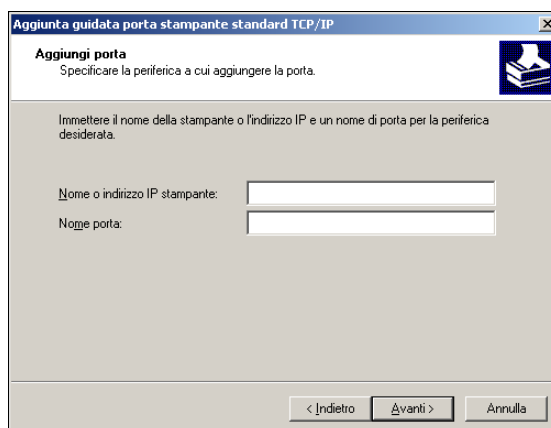 Aggiunta guidata porta stampante standard TCP/IP
Aggiungi porta
Specificare la periferica a cui aggiungere la porta.
Immettere il nome della stampante o l'indirizzo IP e un nome di porta per la periferica
desiderata.
Nome o indirizzo IP stampante:
Nome porta:
< Indietro
Avanti >
Annulla